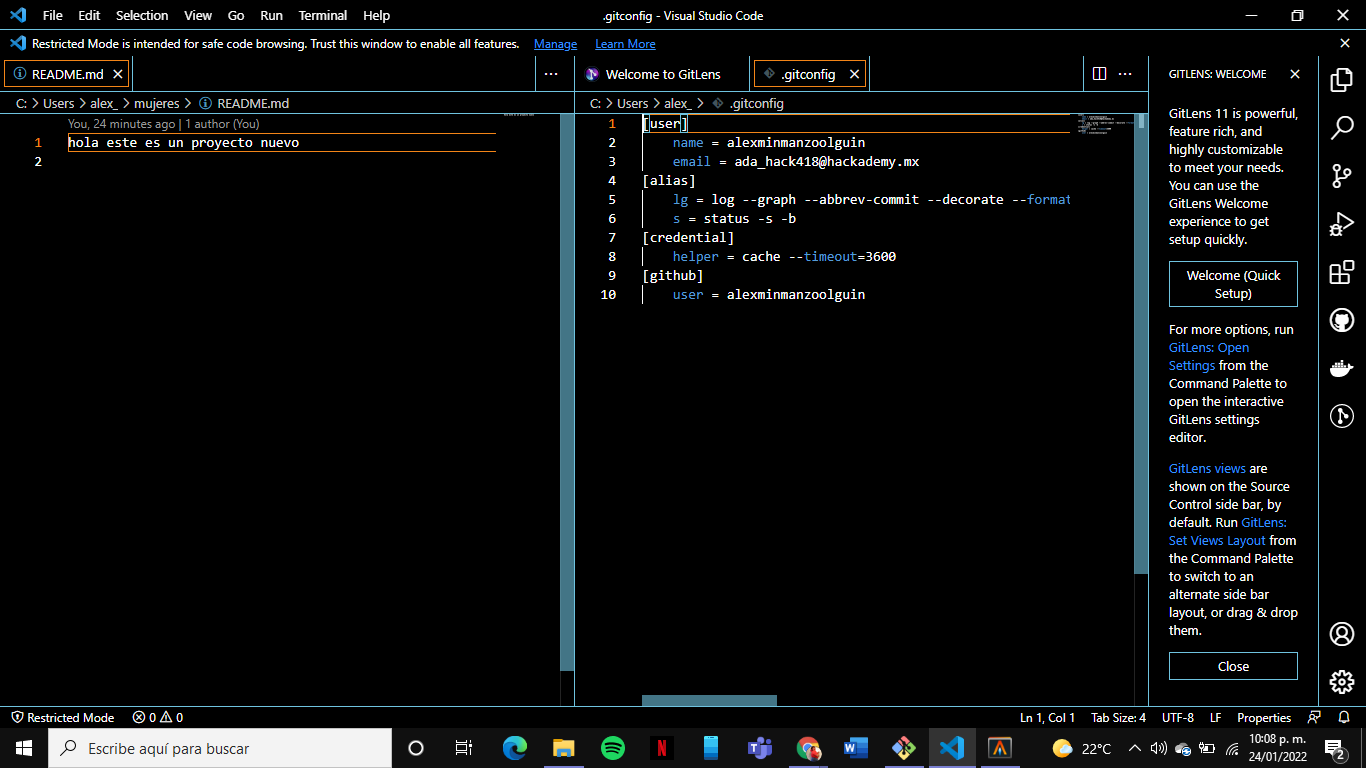 File Edit Selection View Go Run Terminal Help
.gitconfig - Visual Studio Code
Restricted Mode is intended for safe code browsing. Trust this window to enable all features. Manage Learn More
README.md
C: > Users > alex_ > mujeres > README.md
You, 24 minutes ago | 1 author (You)
1 hola este es un proyecto nuevo
2
Welcome to GitLens
.gitconfig
C: > Users > alex_ > .gitconfig
1 [user]
2 name = alexminmanzoolguin
3 email = ada_hack418@hackademy.mx
4 [alias]
5 lg = log --graph --abbrev-commit --decorate --format
6 s = status -s -b
7 [credential]
8 helper = cache --timeout=3600
9 [github]
10 user = alexminmanzoolguin
GITLENS: WELCOME
GitLens 11 is powerful,
feature rich, and
highly customizable
to meet your needs.
You can use the
GitLens Welcome
experience to get
setup quickly.
Welcome (Quick
Setup)
For more options, run
GitLens: Open
Settings from the
Command Palette to
open the interactive
GitLens settings
editor.
GitLens views are
shown on the Source
Control side bar, by
default. Run GitLens:
Set Views Layout from
the Command Palette
to switch to an
alternate side bar
layout, or drag & drop
them.
Close
Restricted Mode 0 0
Ln 1, Col 1 Tab Size: 4 UTF-8 LF Properties
Escribe aquí para buscar
N
W
22°C
10:08 p. m.
24/01/2022
2